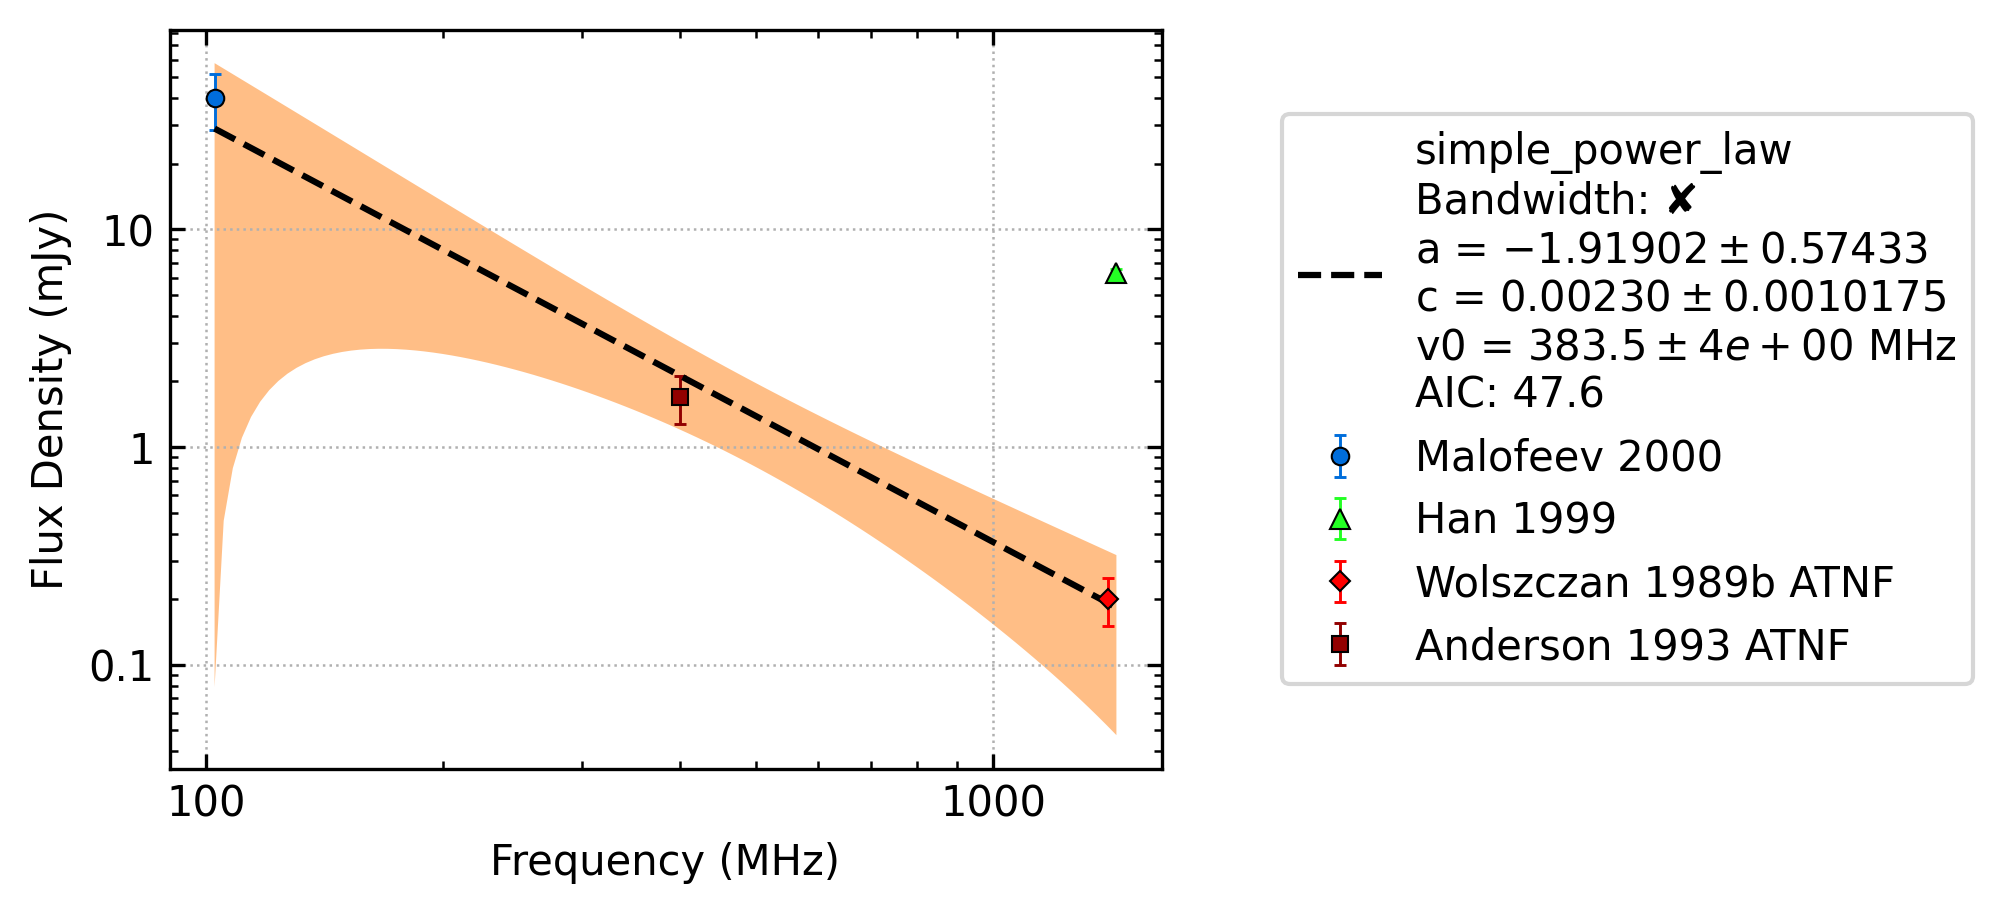 10
1
0.1
100
1000
Flux Density (mJy)
Frequency (MHz)
simple_power_law
Bandwidth: ✘
a = −1.91902 ± 0.57433
c = 0.00230 ± 0.0010175
v0 = 383.5 ± 4e + 00 MHz
AIC: 47.6
Malofeev 2000
Han 1999
Wolszczan 1989b ATNF
Anderson 1993 ATNF